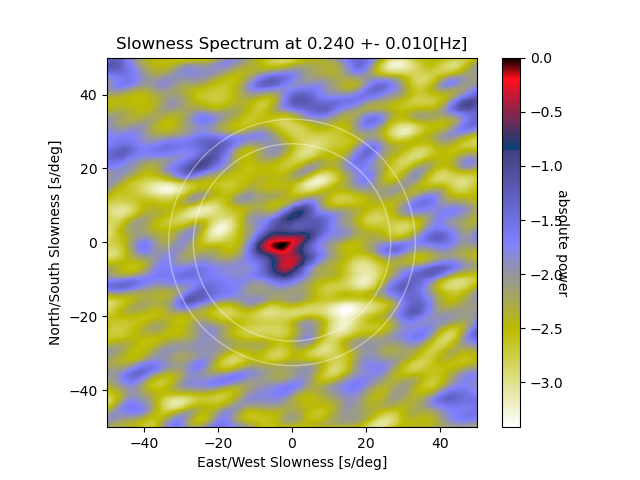 Slowness Spectrum at 0.240 +- 0.010[Hz]
North/South Slowness [s/deg]
40
20
0
−20
−40
−40 −20 0 20 40
East/West Slowness [s/deg]
0.0
−0.5
−1.0
−1.5
−2.0
−2.5
−3.0
absolute power